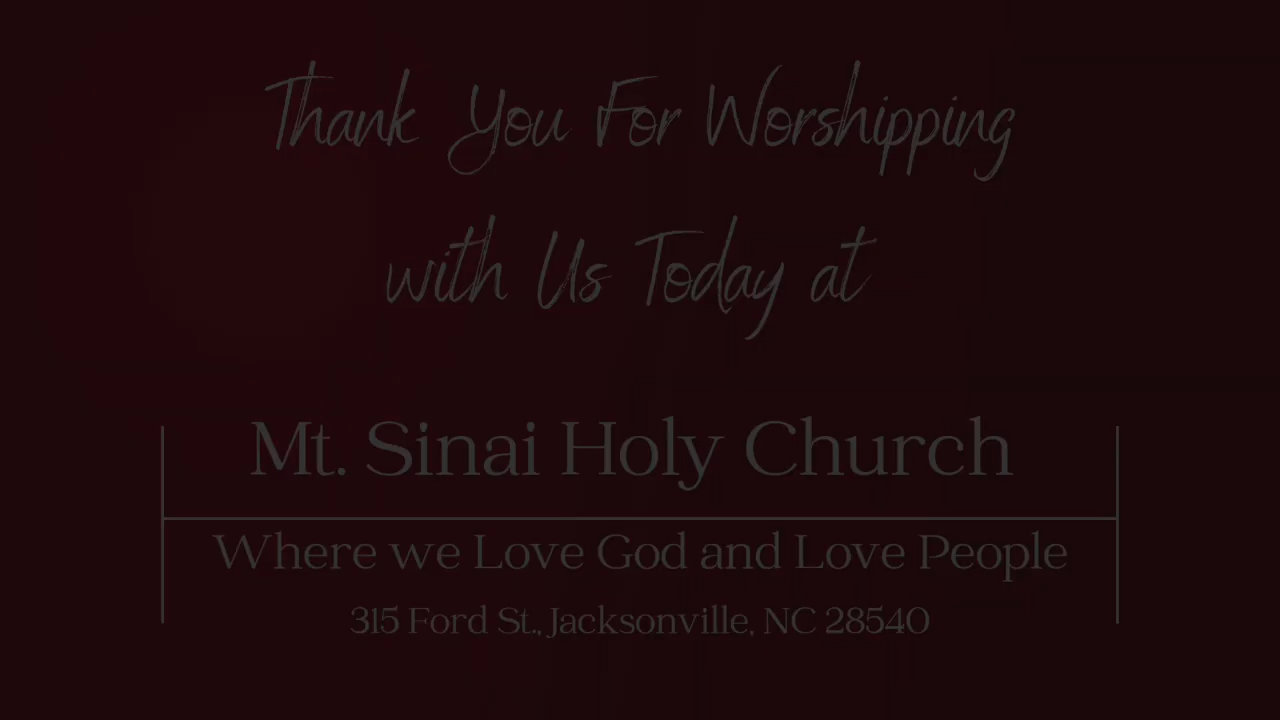 Thank You For Worshipping
with Us Today at
Mt. Sinai Holy Church
Where we Love God and Love People
315 Ford St., Jacksonville, NC 28540